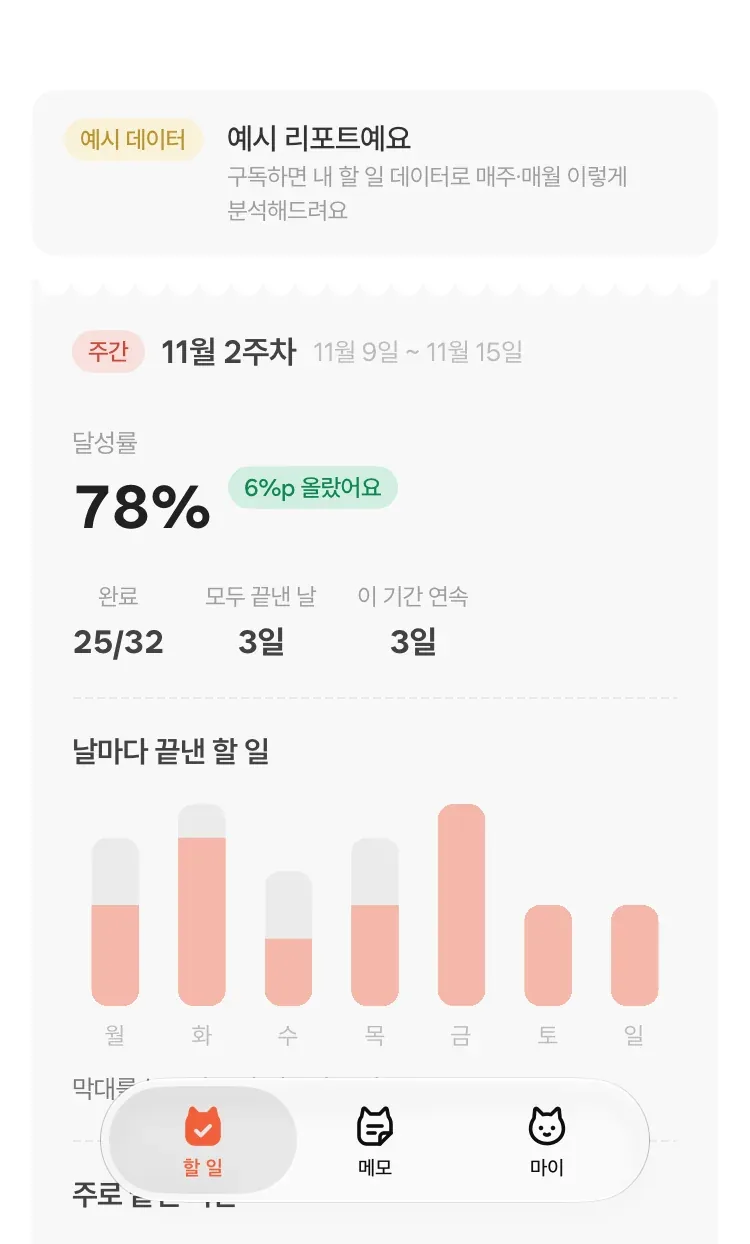 예시 데이터
예시 리포트예요
구독하면 내 할 일 데이터로 매주·매월 이렇게
분석해드려요
주간 11월 2주차 11월 9일 ~ 11월 15일
달성률
78% 6%p 올랐어요
완료 모두 끝낸 날 이 기간 연속
25/32 3일 3일
날마다 끝낸 할 일
월 화 수 목 금 토 일
막대를
주로
할 일 메모 마이